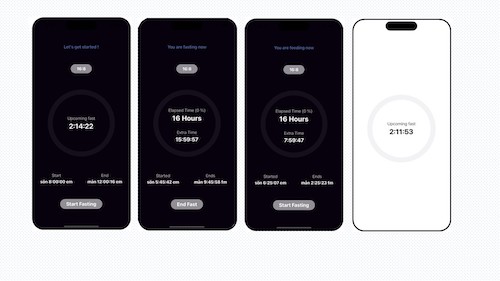 Let's get started !
16:8
Upcoming fast
2:14:22
Start
Ends
sön 8:00:00 em
mån 12:00:16 em
Start Fasting
You are fasting now
16:8
Elapsed Time (0 %)
16 Hours
Extra Time
15:59:57
Started
Ends
sön 5:45:42 em
mån 9:45:58 fm
End Fast
You are feeding now
16:8
Elapsed Time (0 %)
16 Hours
Extra Time
7:59:47
Started
Ends
sön 6:25:07 em
mån 2:25:23 fm
Start Fasting
Upcoming fast
2:11:53